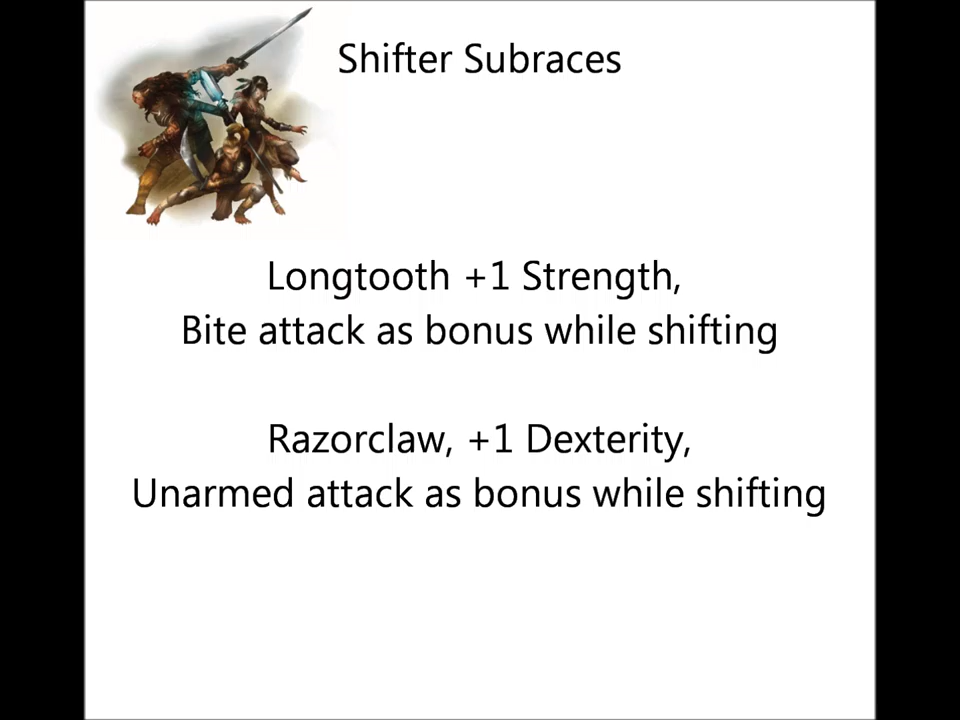 Shifter Subraces
Longtooth +1 Strength,
Bite attack as bonus while shifting
Razorclaw, +1 Dexterity,
Unarmed attack as bonus while shifting